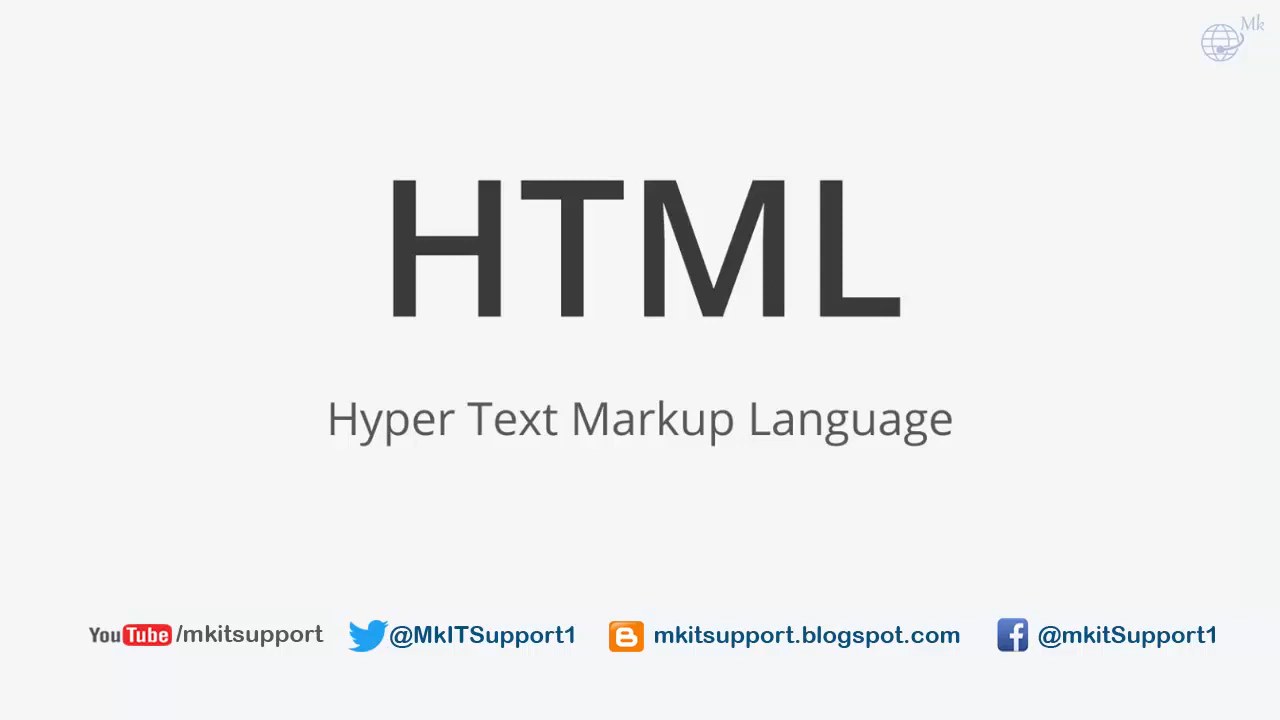 Mk
HTML
Hyper Text Markup Language
YouTube /mkitsupport @MkITSupport1 mkitsupport.blogspot.com @mkitSupport1